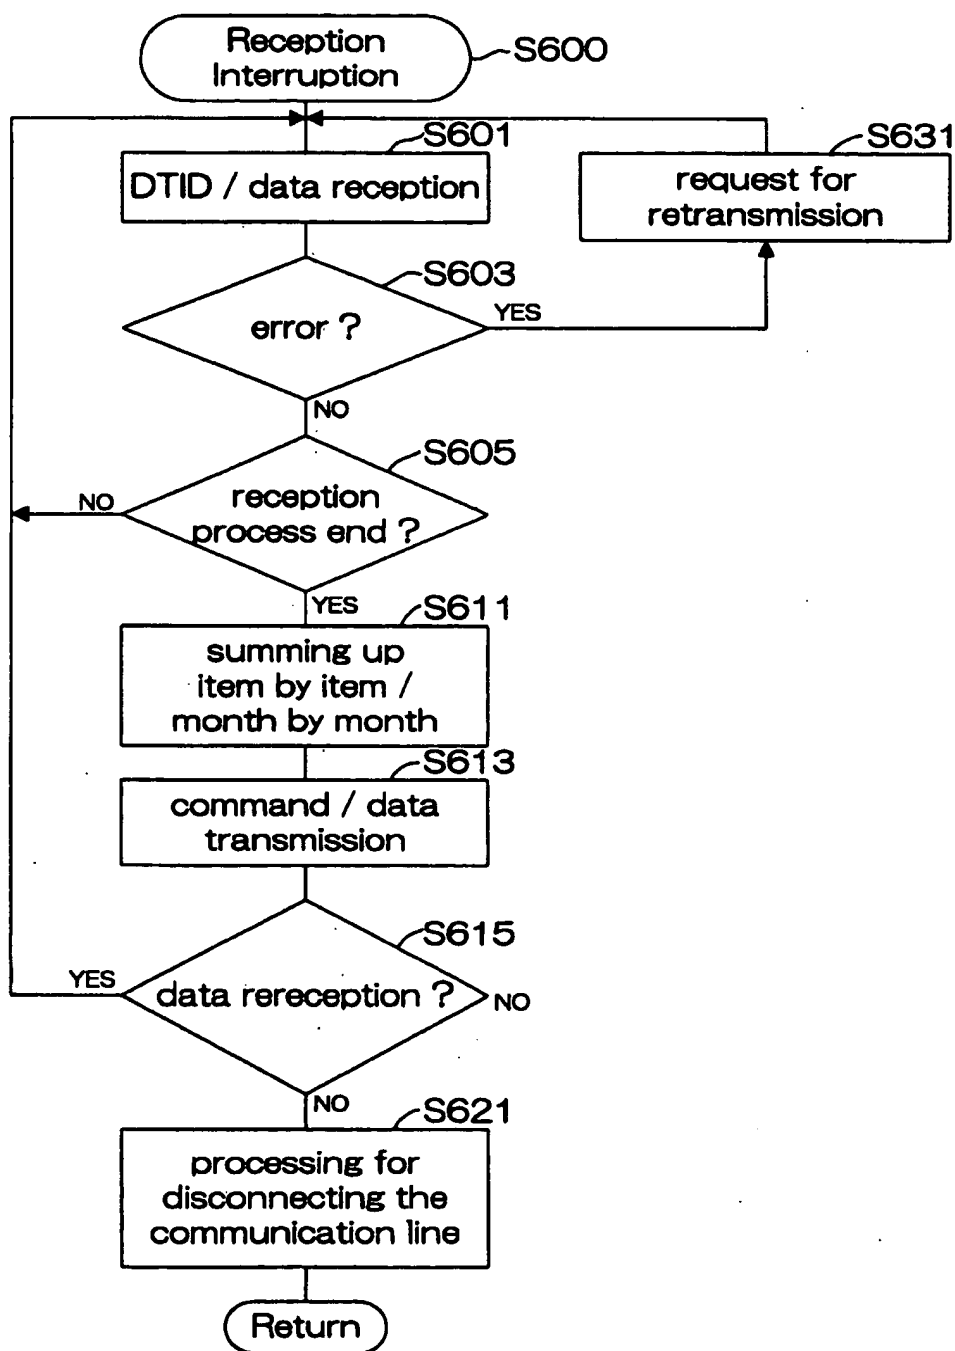 Reception
Interruption
S600
S601
DTID / data reception
S631
request for
retransmission
S603
error ?
YES
NO
S605
reception
process end ?
NO
YES
S611
summing up
item by item /
month by month
S613
command / data
transmission
S615
YES
data rereception ?
NO
NO
S621
processing for
disconnecting the
communication line
Return